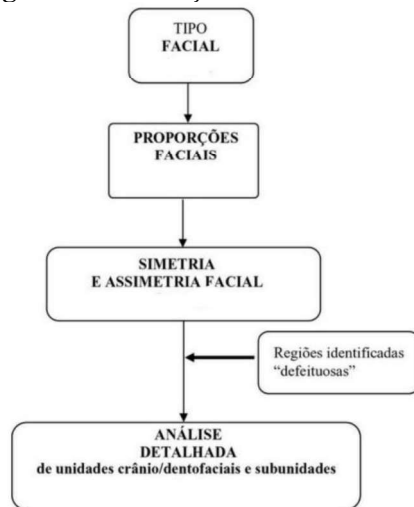 TIPO
FACIAL
PROPORÇÕES
FACIAIS
SIMETRIA
E ASSIMETRIA FACIAL
Regiões identificadas
“defeituosas”
ANÁLISE
DETALHADA
de unidades crânio/dentofaciais e subunidades